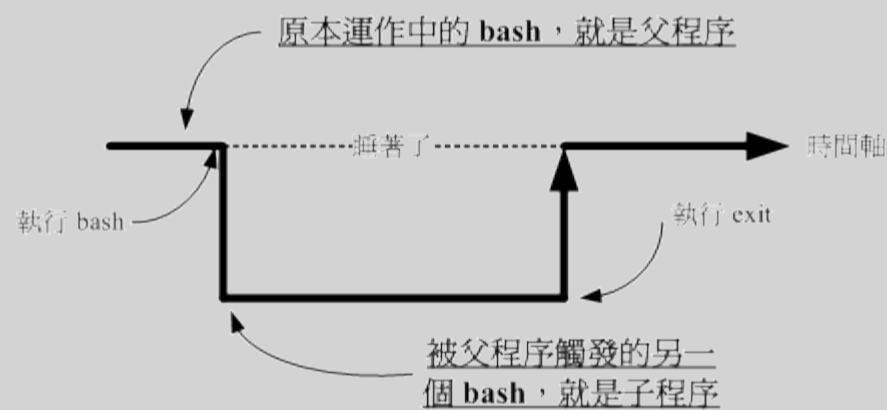 原本運作中的 bash，就是父程序
睡著了
時間軸
執行 bash
執行 exit
被父程序觸發的另一
個 bash，就是子程序